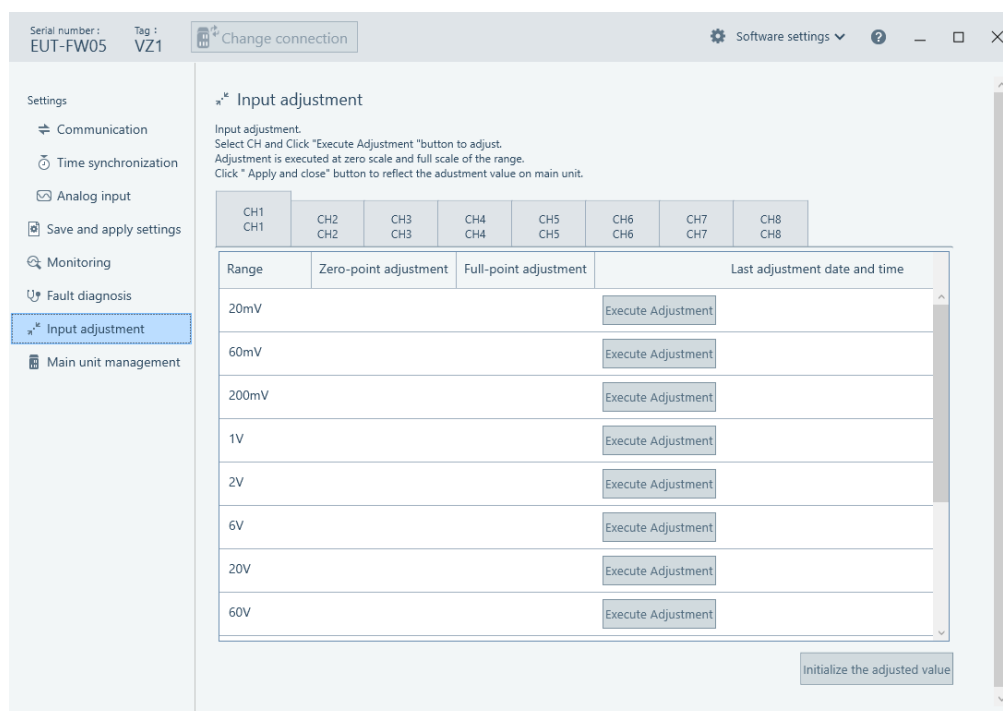 Serial number :
EUT-FW05
Tag :
VZ1
Change connection
Software settings
?
Settings
Communication
Time synchronization
Analog input
Save and apply settings
Monitoring
Fault diagnosis
Input adjustment
Main unit management
Input adjustment
Input adjustment.
Select CH and Click "Execute Adjustment "button to adjust.
Adjustment is executed at zero scale and full scale of the range.
Click " Apply and close" button to reflect the adustment value on main unit.
CH1
CH1
CH2
CH2
CH3
CH3
CH4
CH4
CH5
CH5
CH6
CH6
CH7
CH7
CH8
CH8
Range Zero-point adjustment Full-point adjustment Last adjustment date and time
20mV Execute Adjustment
60mV Execute Adjustment
200mV Execute Adjustment
1V Execute Adjustment
2V Execute Adjustment
6V Execute Adjustment
20V Execute Adjustment
60V Execute Adjustment
Initialize the adjusted value